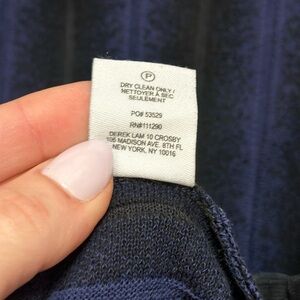 P
DRY CLEAN ONLY /
NETTOYER À SEC
SEULEMENT
PO# 53529
RN#111290
DEREK LAM 10 CROSBY
185 MADISON AVE. 8TH FL
NEW YORK, NY 10016